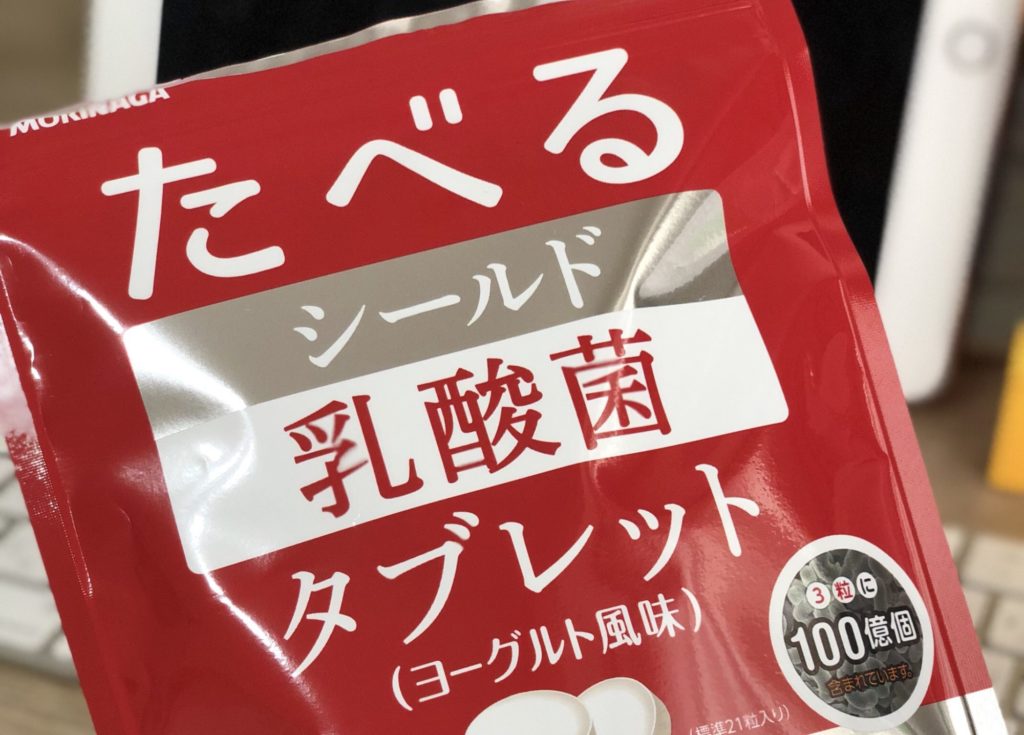 MORINAGA
たべる
シールド
乳酸菌
タブレット
(ヨーグルト風味)
3粒に
100億個
含まれています。
(標準21粒入り)